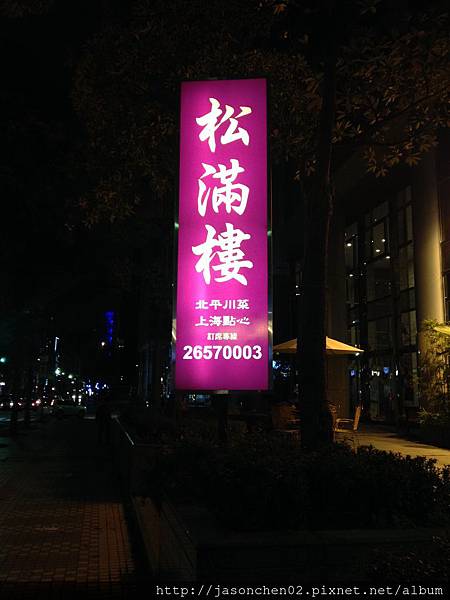 松滿樓
北平川菜
上海點心
訂席專線
26570003
http://jasonchen02.pixnet.net/album